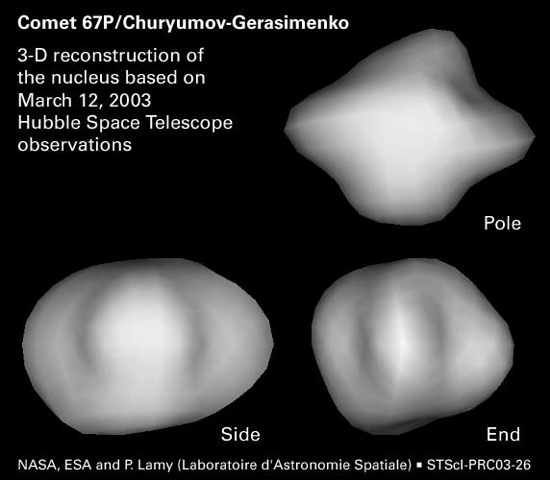 Comet 67P/Churyumov-Gerasimenko
3-D reconstruction of
the nucleus based on
March 12, 2003
Hubble Space Telescope
observations
Pole
Side
End
NASA, ESA and P. Lamy (Laboratoire d'Astronomie Spatiale) ▪ STScI-PRC03-26